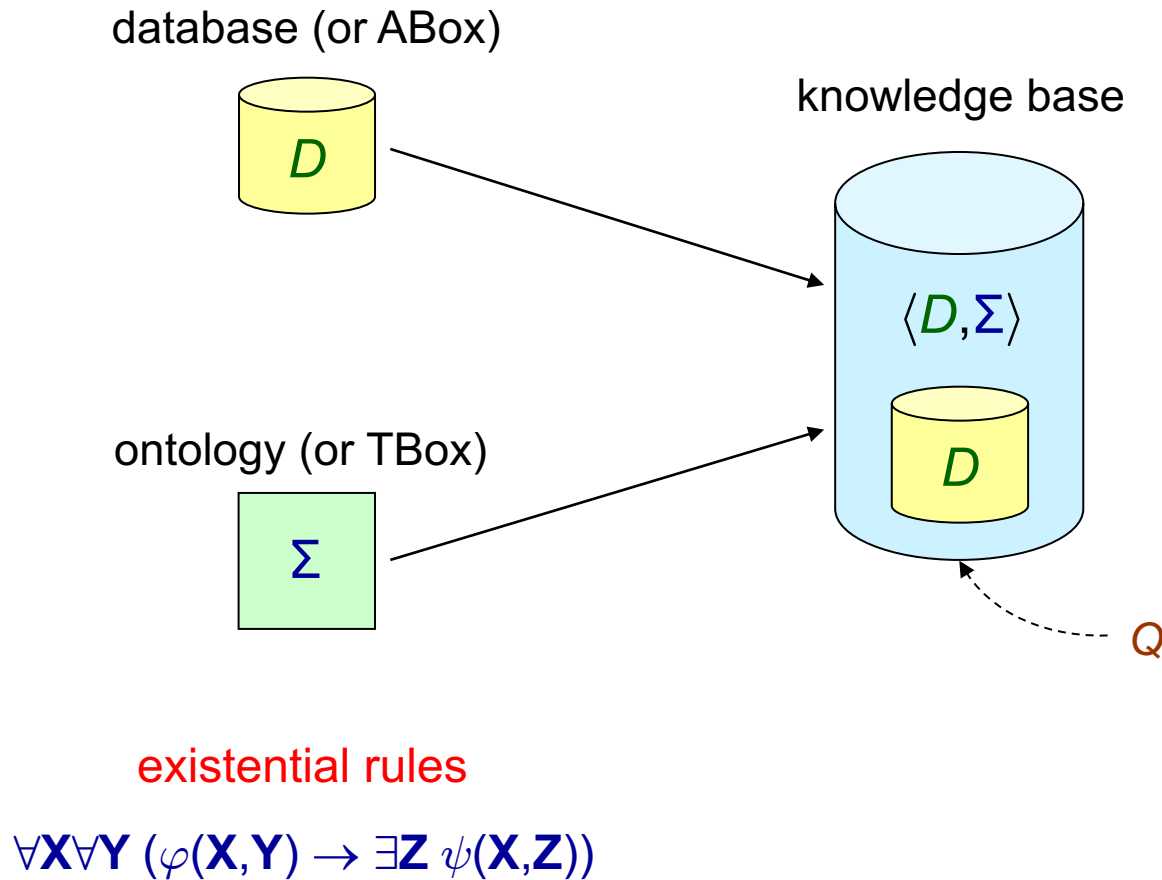 database (or ABox)
D
knowledge base
⟨D,Σ⟩
D
ontology (or TBox)
Σ
Q
existential rules
∀X∀Y (φ(X,Y) → ∃Z ψ(X,Z))